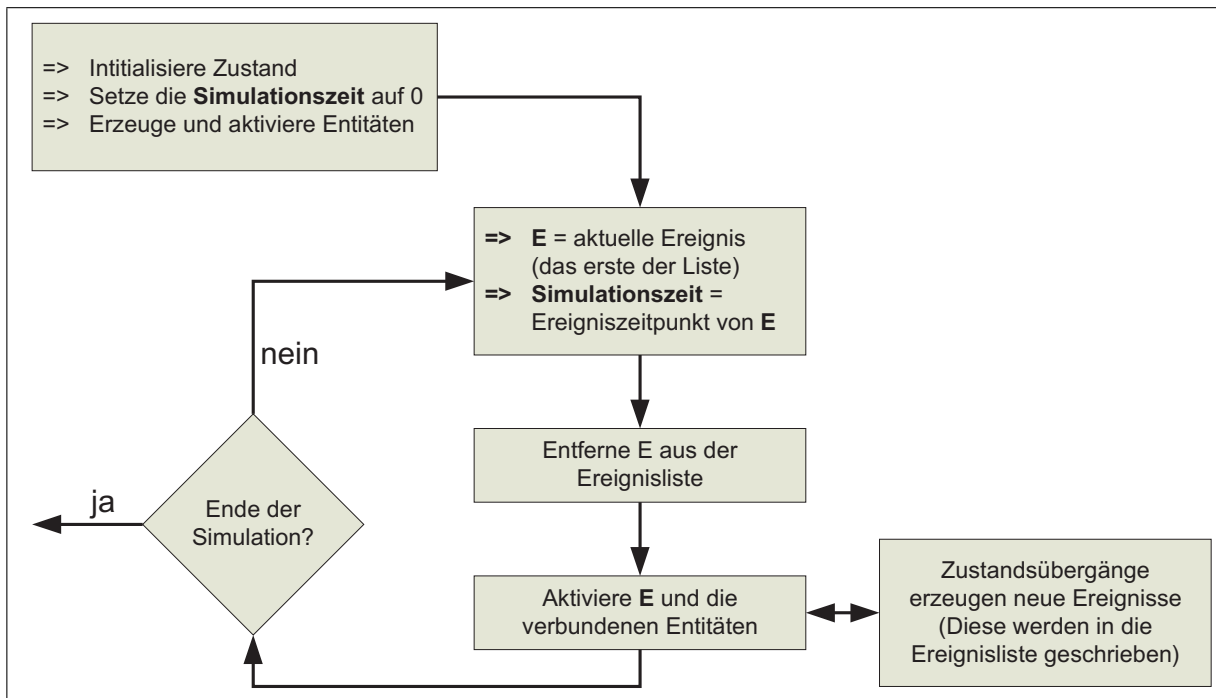 => Intitialisiere Zustand
=> Setze die Simulationszeit auf 0
=> Erzeuge und aktiviere Entitäten
=> E = aktuelle Ereignis
(das erste der Liste)
=> Simulationszeit =
Ereigniszeitpunkt von E
nein
Entferne E aus der
Ereignisliste
ja
Ende der
Simulation?
Aktiviere E und die
verbundenen Entitäten
Zustandsübergänge
erzeugen neue Ereignisse
(Diese werden in die
Ereignisliste geschrieben)